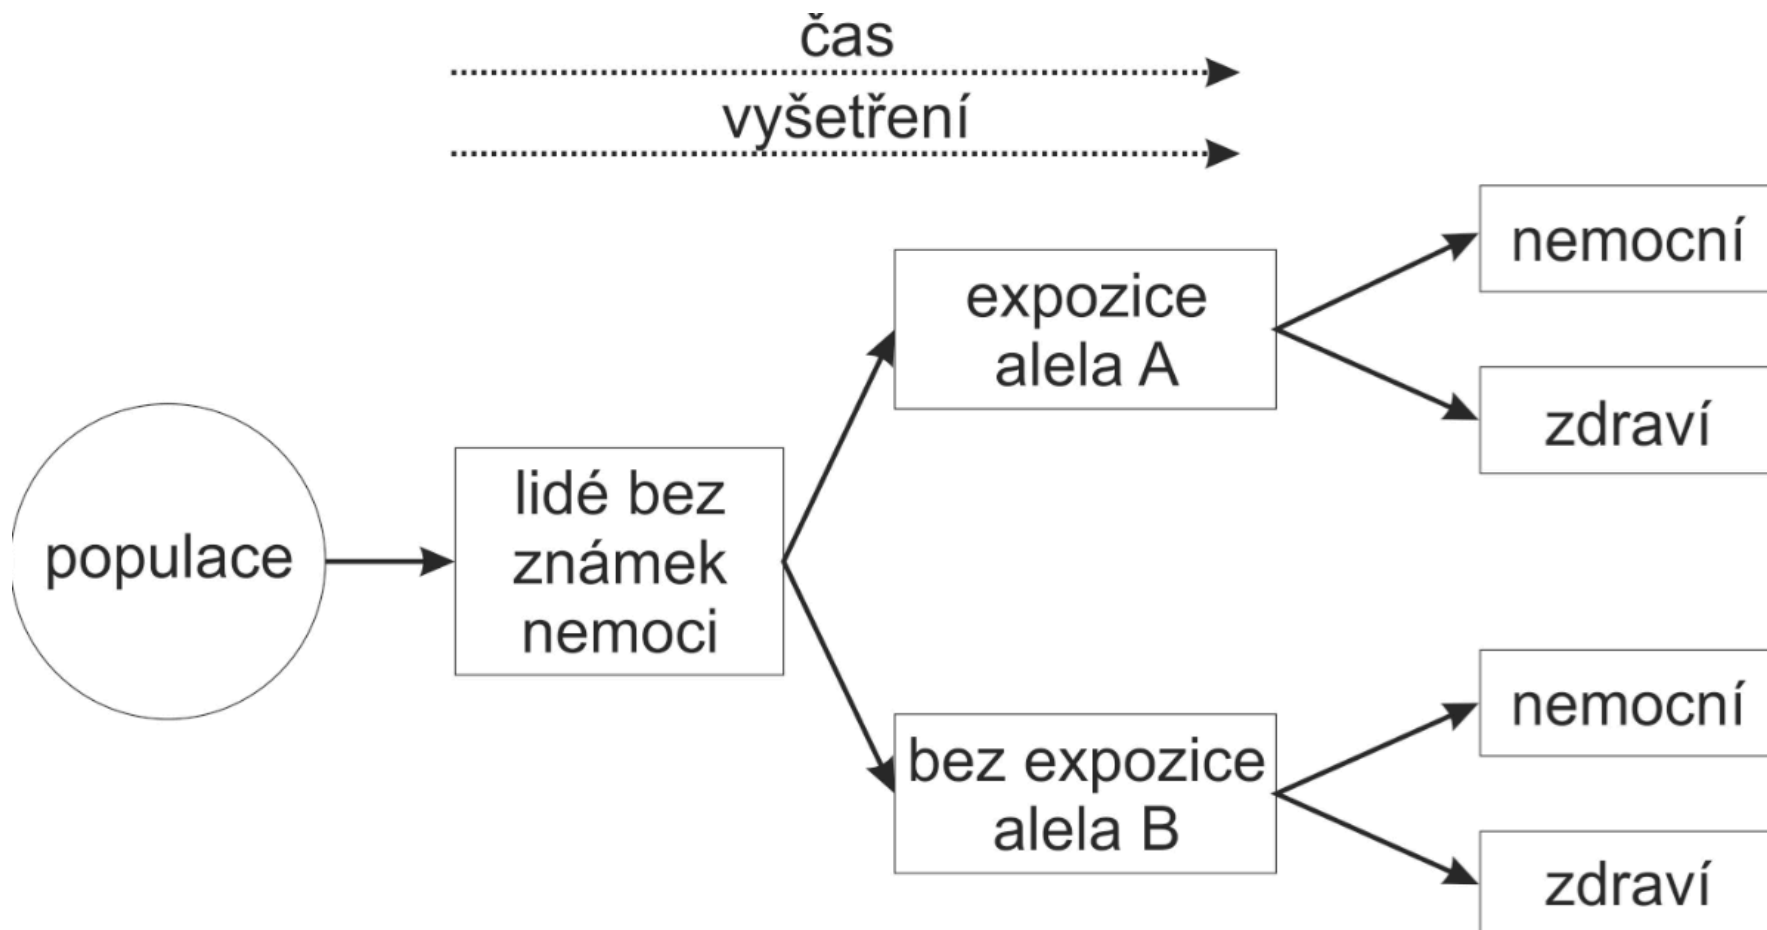 čas
vyšetření
populace
lidé bez
známek
nemoci
expozice
alela A
nemocní
zdraví
bez expozice
alela B
nemocní
zdraví